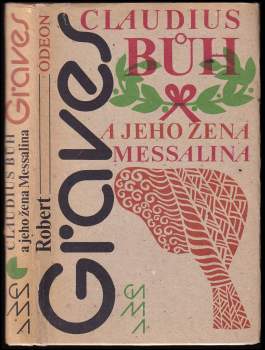 CLAUDIUS
BŮH
A JEHO ŽENA
MESSALINA
Robert
Graves
ODEON
Graves
CLAUDIUS BŮH
a jeho žena Messalina